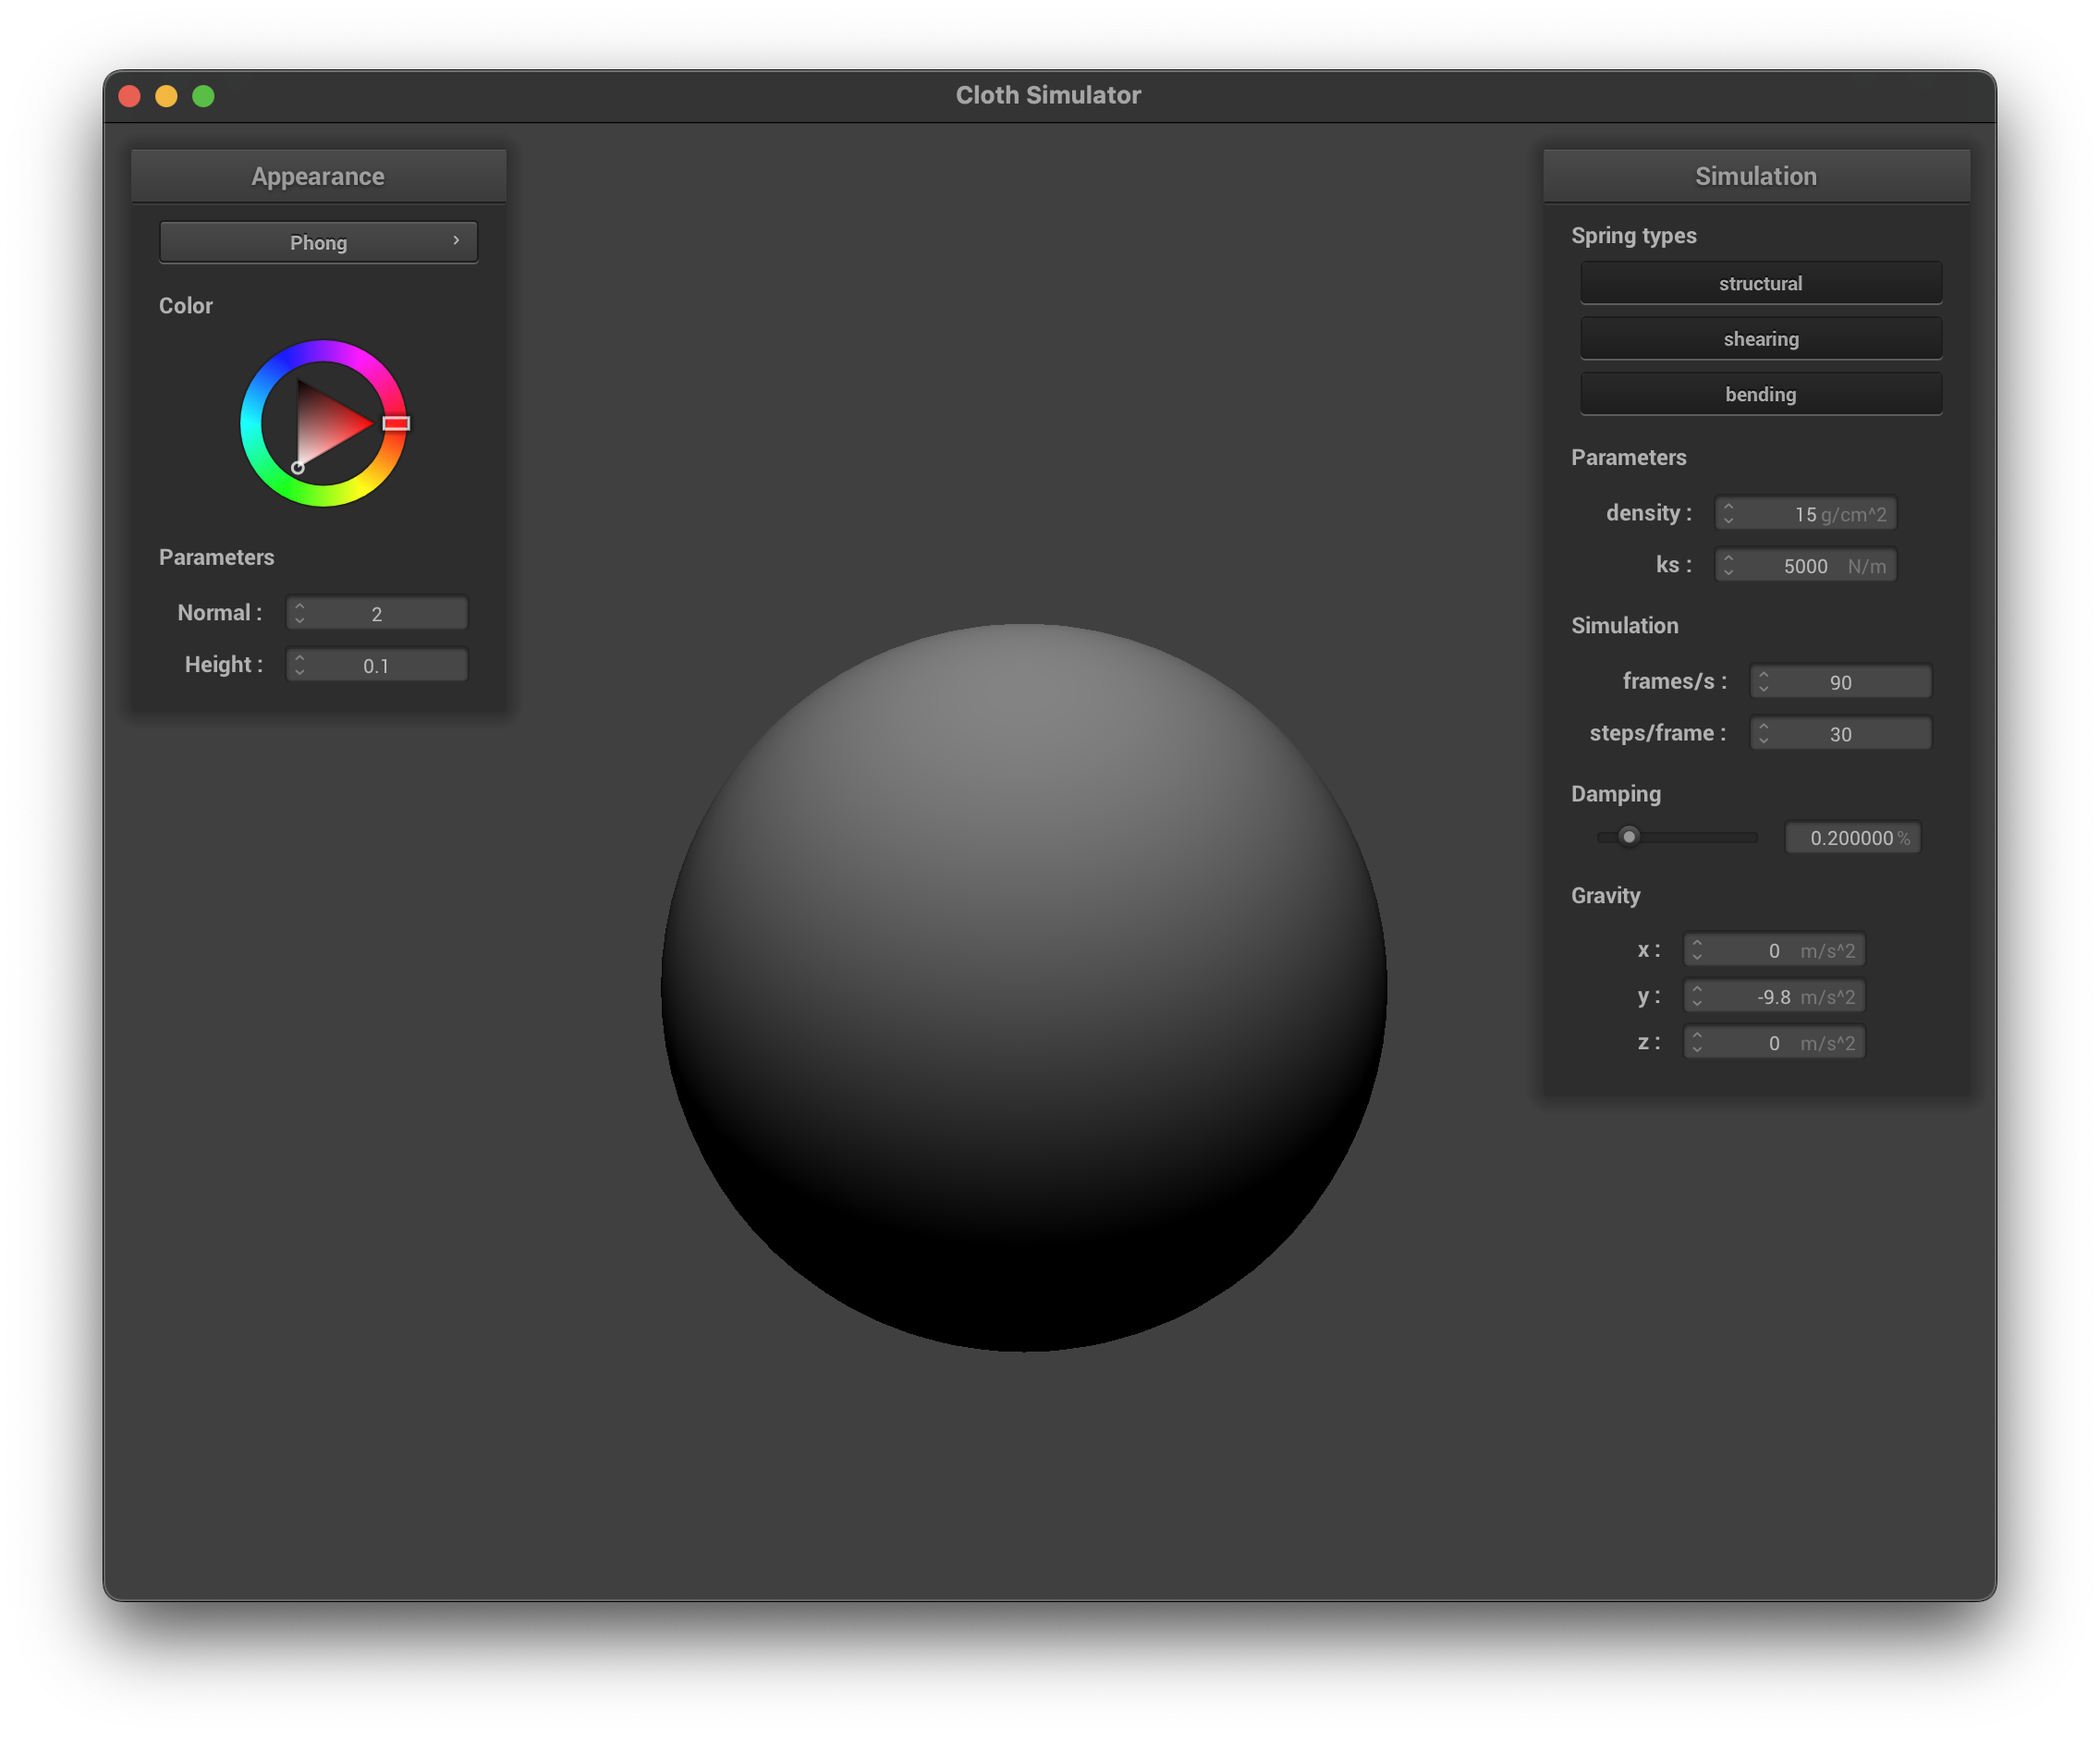 Cloth Simulator
Appearance
Phong
Color
Parameters
Normal : 2
Height : 0.1
Simulation
Spring types
structural
shearing
bending
Parameters
density : 15 g/cm^2
ks : 5000 N/m
Simulation
frames/s : 90
steps/frame : 30
Damping
0.200000 %
Gravity
x : 0 m/s^2
y : -9.8 m/s^2
z : 0 m/s^2